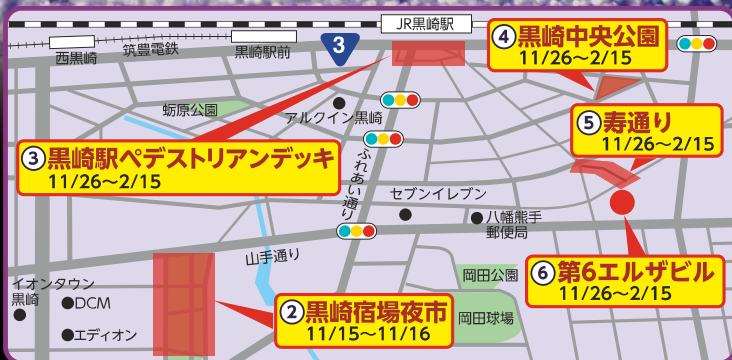 JR黒崎駅
西黒崎
筑豊電鉄
黒崎駅前
3
④黒崎中央公園
11/26～2/15
蛎原公園
アルクイン黒崎
⑤寿通り
11/26～2/15
③黒崎駅ペデストリアンデッキ
11/26～2/15
ふれあい通り
セブンイレブン
八幡熊手
郵便局
山手通り
⑥第6エルザビル
11/26～2/15
岡田公園
イオンタウン
黒崎
DCM
エディオン
②黒崎宿場夜市
11/15～11/16
岡田球場